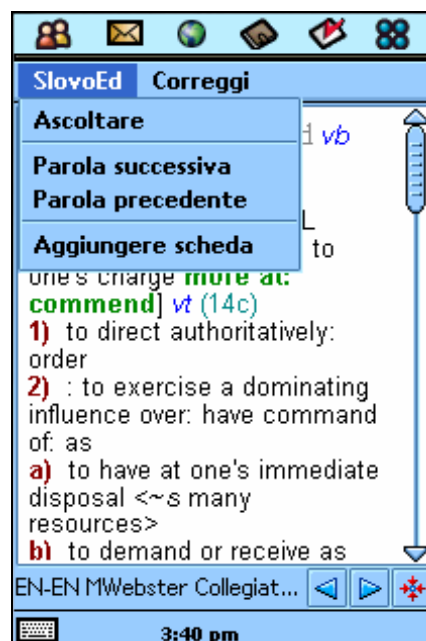 SlovoEd Correggi
Ascoltare
vb
Parola successiva
Parola precedente
L
Aggiungere scheda to
one's charge more at:
commend] vt (14c)
1) to direct authoritatively:
order
2) : to exercise a dominating
influence over: have command
of: as
a) to have at one's immediate
disposal <~s many
resources>
b) to demand or receive as
EN-EN MWebster Collegiat...
3:40 pm